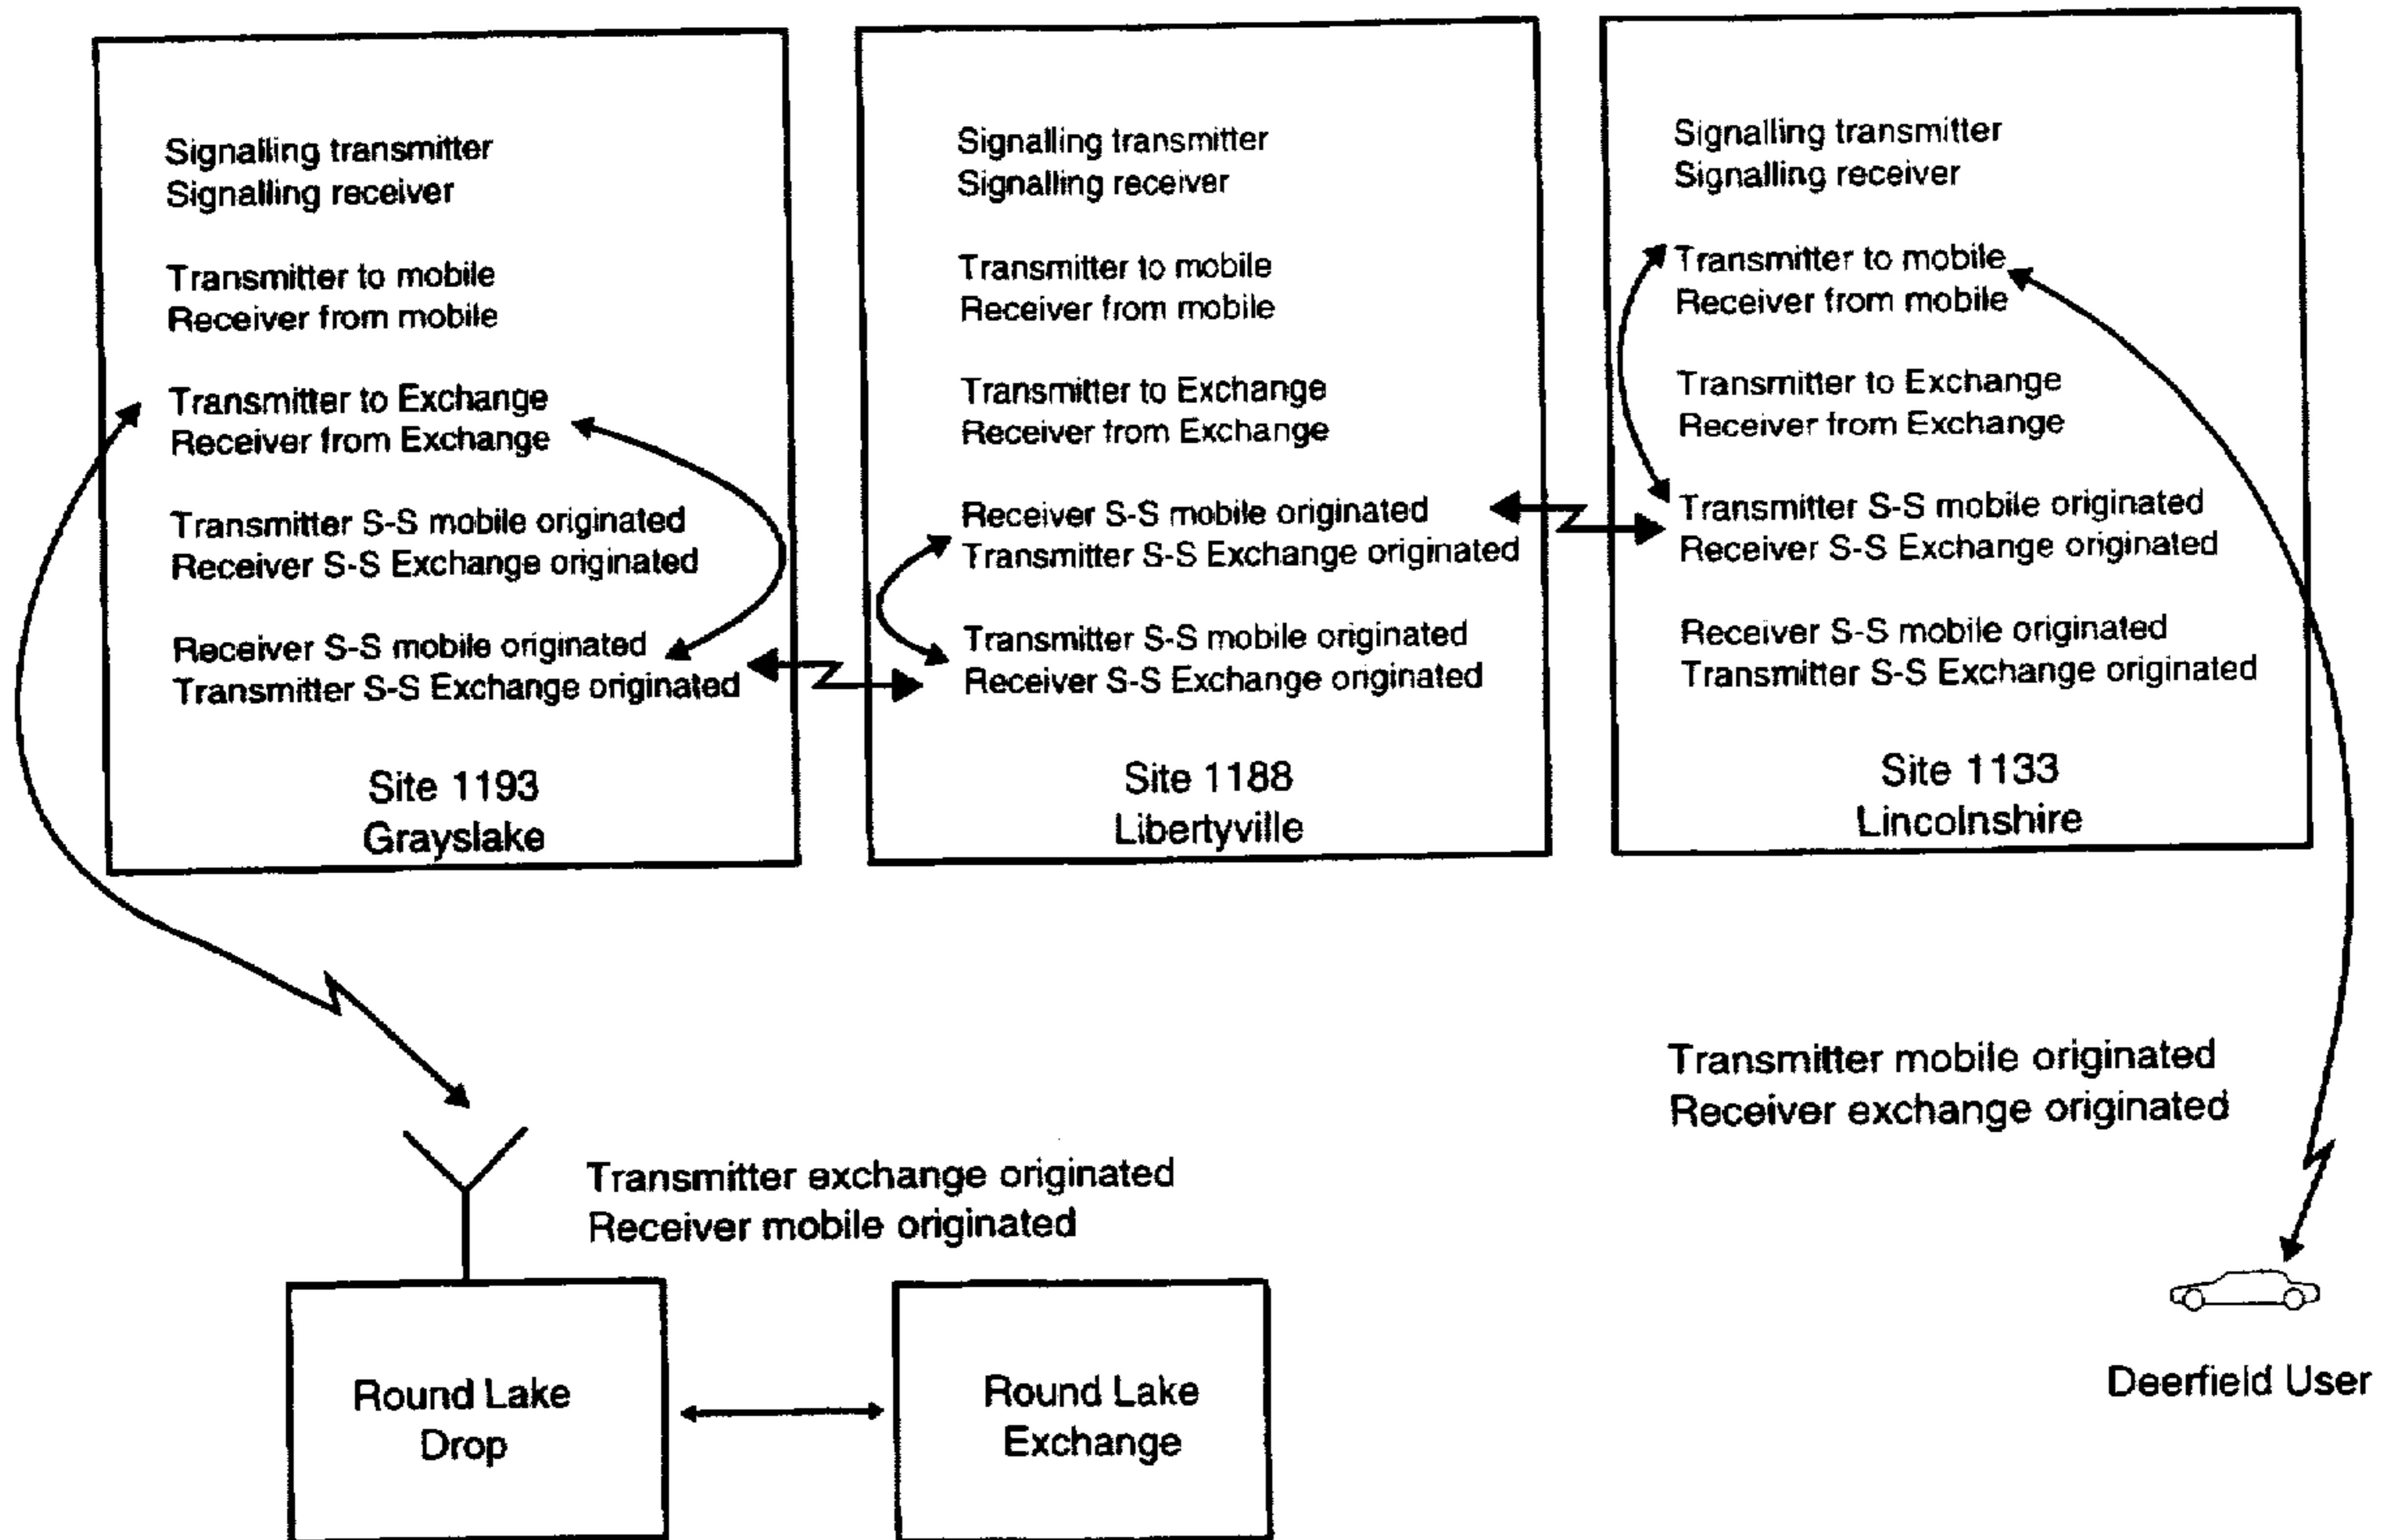 Signalling transmitter
Signalling receiver
Transmitter to mobile
Receiver from mobile
Transmitter to Exchange
Receiver from Exchange
Transmitter S-S mobile originated
Receiver S-S Exchange originated
Receiver S-S mobile originated
Transmitter S-S Exchange originated
Site 1193
Grayslake
Signalling transmitter
Signalling receiver
Transmitter to mobile
Receiver from mobile
Transmitter to Exchange
Receiver from Exchange
Receiver S-S mobile originated
Transmitter S-S Exchange originated
Transmitter S-S mobile originated
Receiver S-S Exchange originated
Site 1188
Libertyville
Signalling transmitter
Signalling receiver
Transmitter to mobile
Receiver from mobile
Transmitter to Exchange
Receiver from Exchange
Transmitter S-S mobile originated
Receiver S-S Exchange originated
Receiver S-S mobile originated
Transmitter S-S Exchange originated
Site 1133
Lincolnshire
Transmitter mobile originated
Receiver exchange originated
Transmitter exchange originated
Receiver mobile originated
Round Lake
Drop
Round Lake
Exchange
Deerfield User